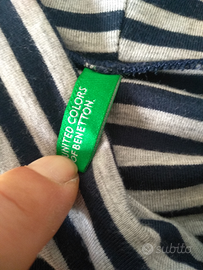 UNITED COLORS
OF BENETTON.
subito